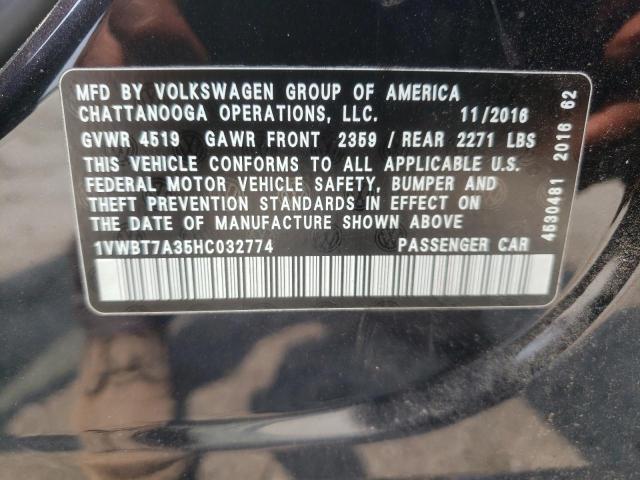 MFD BY VOLKSWAGEN GROUP OF AMERICA
CHATTANOOGA OPERATIONS, LLC. 11/2016
GVWR 4519 GAWR FRONT 2359 / REAR 2271 LBS
THIS VEHICLE CONFORMS TO ALL APPLICABLE U.S.
FEDERAL MOTOR VEHICLE SAFETY, BUMPER AND
THEFT PREVENTION STANDARDS IN EFFECT ON
THE DATE OF MANUFACTURE SHOWN ABOVE
1VWBT7A35HC032774 PASSENGER CAR
4530481 2016 62